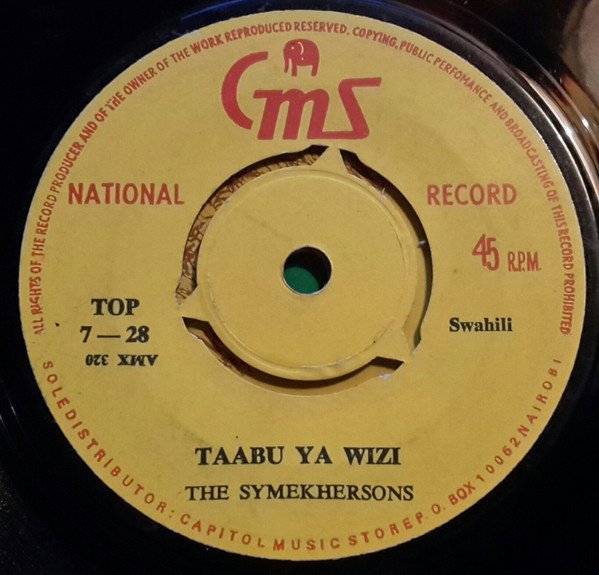 ALL RIGHTS OF THE RECORD PRODUCER AND OF THE OWNER OF THE WORK REPRODUCED RESERVED. COPYING, PUBLIC PERFOMANCE AND BROADCASTING OF THIS RECORD PROHIBITED
CMS
NATIONAL RECORD
45 R.P.M.
TOP
7 — 28
Swahili
AMX 320
TAABU YA WIZI
THE SYMEKHERSONS
SOLE DISTRIBUTOR: CAPITOL MUSIC STORE P. O. BOX 10062 NAIROBI